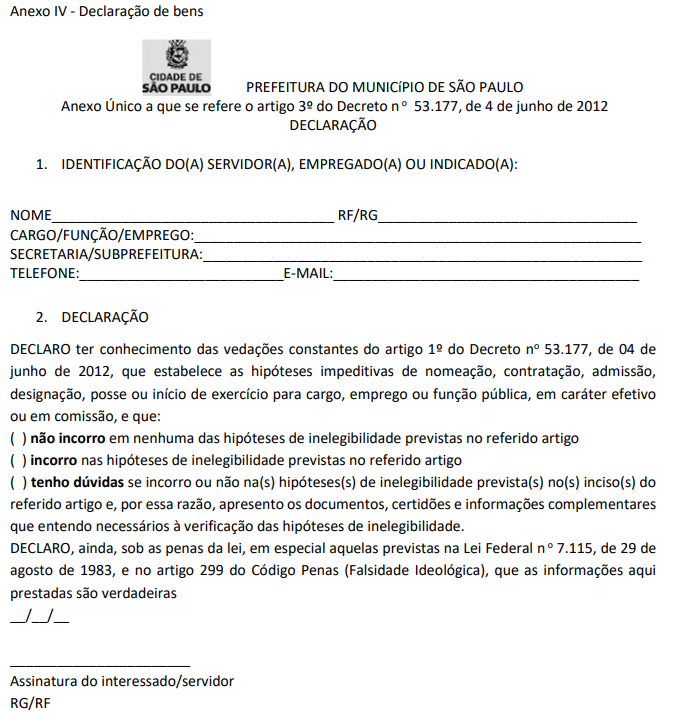 Anexo IV - Declaração de bens
CIDADE DE
SÃO PAULO
PREFEITURA DO MUNICíPIO DE SÃO PAULO
Anexo Único a que se refere o artigo 3º do Decreto nº 53.177, de 4 de junho de 2012
DECLARAÇÃO
1. IDENTIFICAÇÃO DO(A) SERVIDOR(A), EMPREGADO(A) OU INDICADO(A):
NOME__________________________________ RF/RG_______________________________
CARGO/FUNÇÃO/EMPREGO:______________________________________________________
SECRETARIA/SUBPREFEITURA:_____________________________________________________
TELEFONE:_________________________E-MAIL:_____________________________________
2. DECLARAÇÃO
DECLARO ter conhecimento das vedações constantes do artigo 1º do Decreto nº 53.177, de 04 de
junho de 2012, que estabelece as hipóteses impeditivas de nomeação, contratação, admissão,
designação, posse ou início de exercício para cargo, emprego ou função pública, em caráter efetivo
ou em comissão, e que:
( ) não incorro em nenhuma das hipóteses de inelegibilidade previstas no referido artigo
( ) incorro nas hipóteses de inelegibilidade previstas no referido artigo
( ) tenho dúvidas se incorro ou não na(s) hipóteses(s) de inelegibilidade prevista(s) no(s) inciso(s) do
referido artigo e, por essa razão, apresento os documentos, certidões e informações complementares
que entendo necessários à verificação das hipóteses de inelegibilidade.
DECLARO, ainda, sob as penas da lei, em especial aquelas previstas na Lei Federal nº 7.115, de 29 de
agosto de 1983, e no artigo 299 do Código Penas (Falsidade Ideológica), que as informações aqui
prestadas são verdadeiras
__/__/__
______________________
Assinatura do interessado/servidor
RG/RF